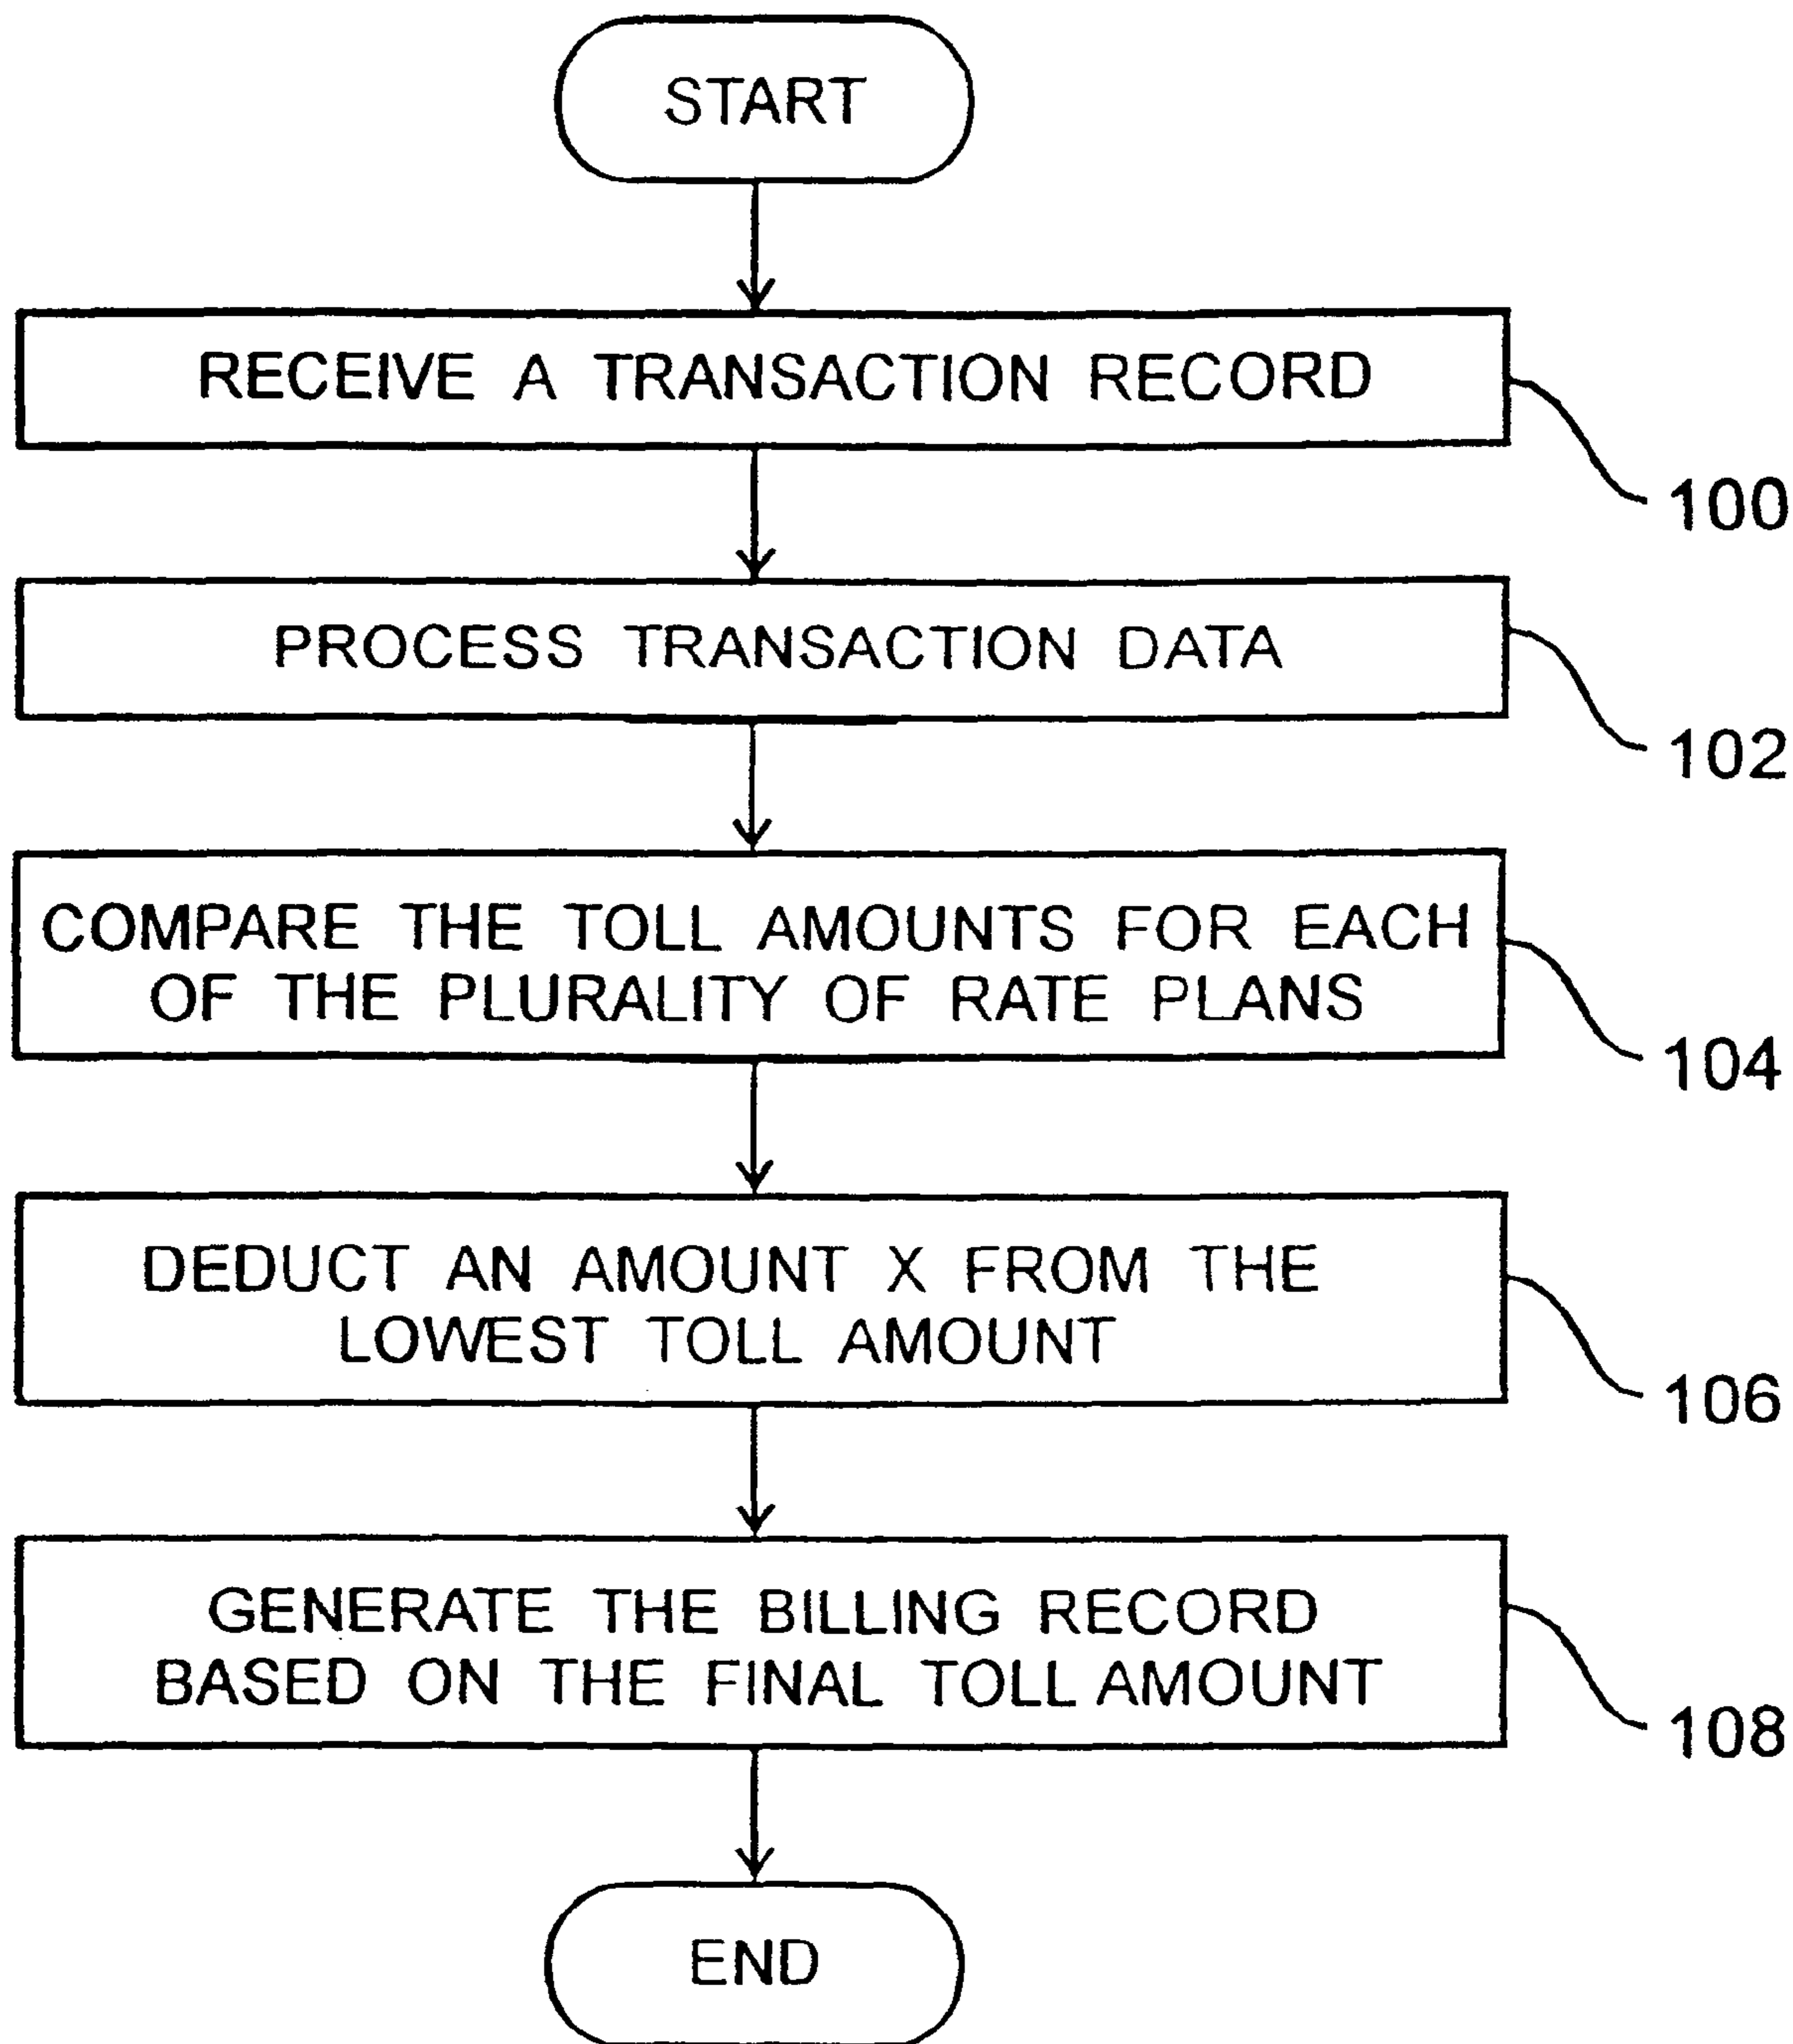 START
RECEIVE A TRANSACTION RECORD
100
PROCESS TRANSACTION DATA
102
COMPARE THE TOLL AMOUNTS FOR EACH
OF THE PLURALITY OF RATE PLANS
104
DEDUCT AN AMOUNT X FROM THE
LOWEST TOLL AMOUNT
106
GENERATE THE BILLING RECORD
BASED ON THE FINAL TOLL AMOUNT
108
END